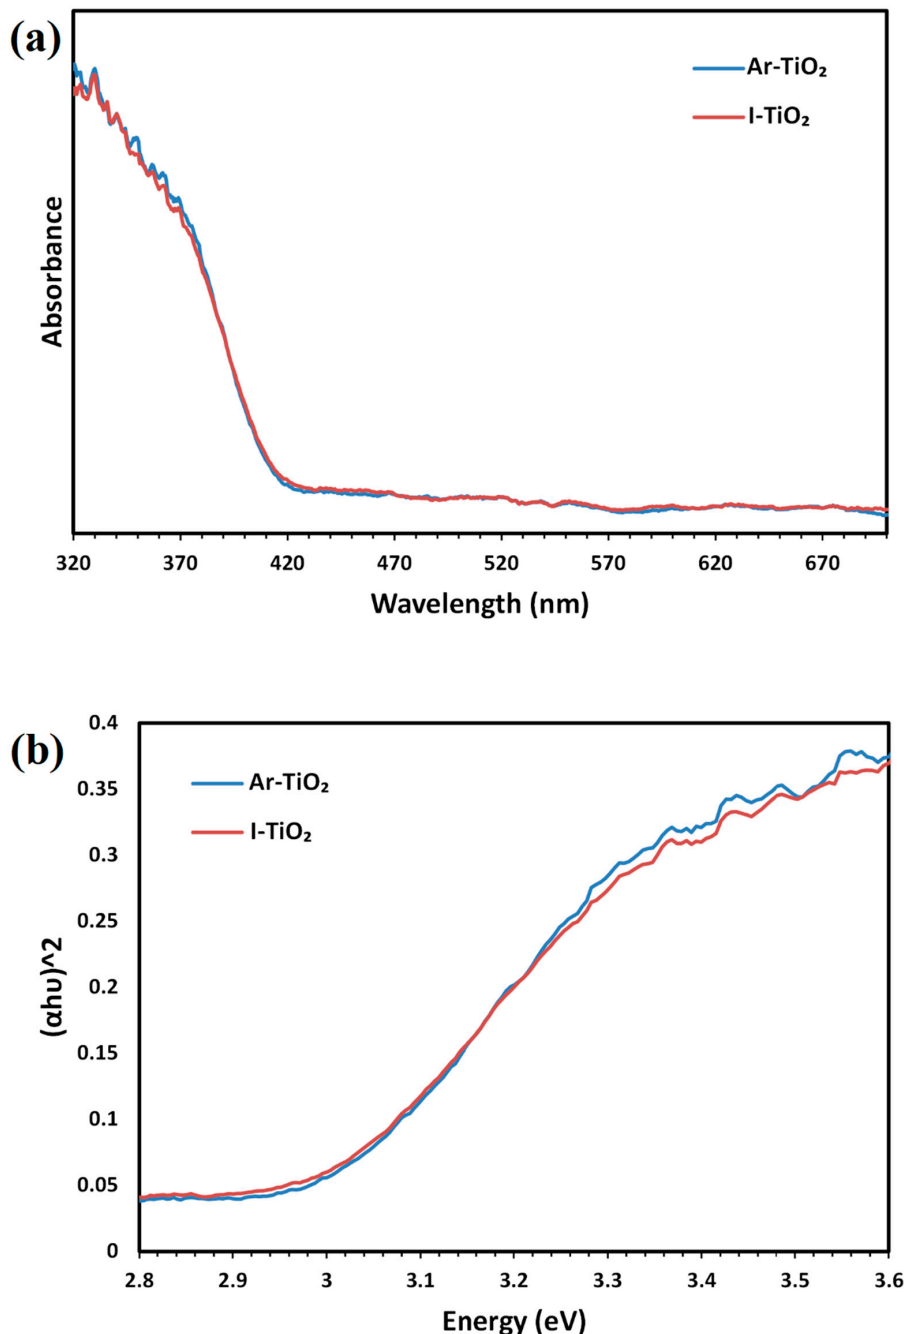 (a)
Ar-TiO₂
I-TiO₂
Absorbance
320 370 420 470 520 570 620 670
Wavelength (nm)
(b)
Ar-TiO₂
I-TiO₂
(αhυ)^2
0.4
0.35
0.3
0.25
0.2
0.15
0.1
0.05
0
2.8 2.9 3 3.1 3.2 3.3 3.4 3.5 3.6
Energy (eV)